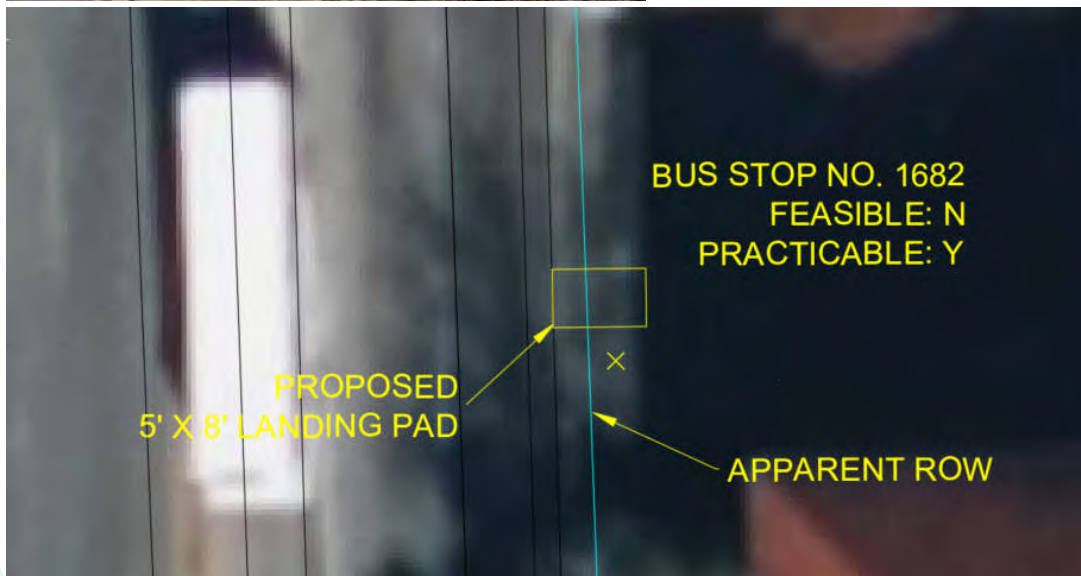 BUS STOP NO. 1682
FEASIBLE: N
PRACTICABLE: Y
PROPOSED
5' X 8' LANDING PAD
APPARENT ROW